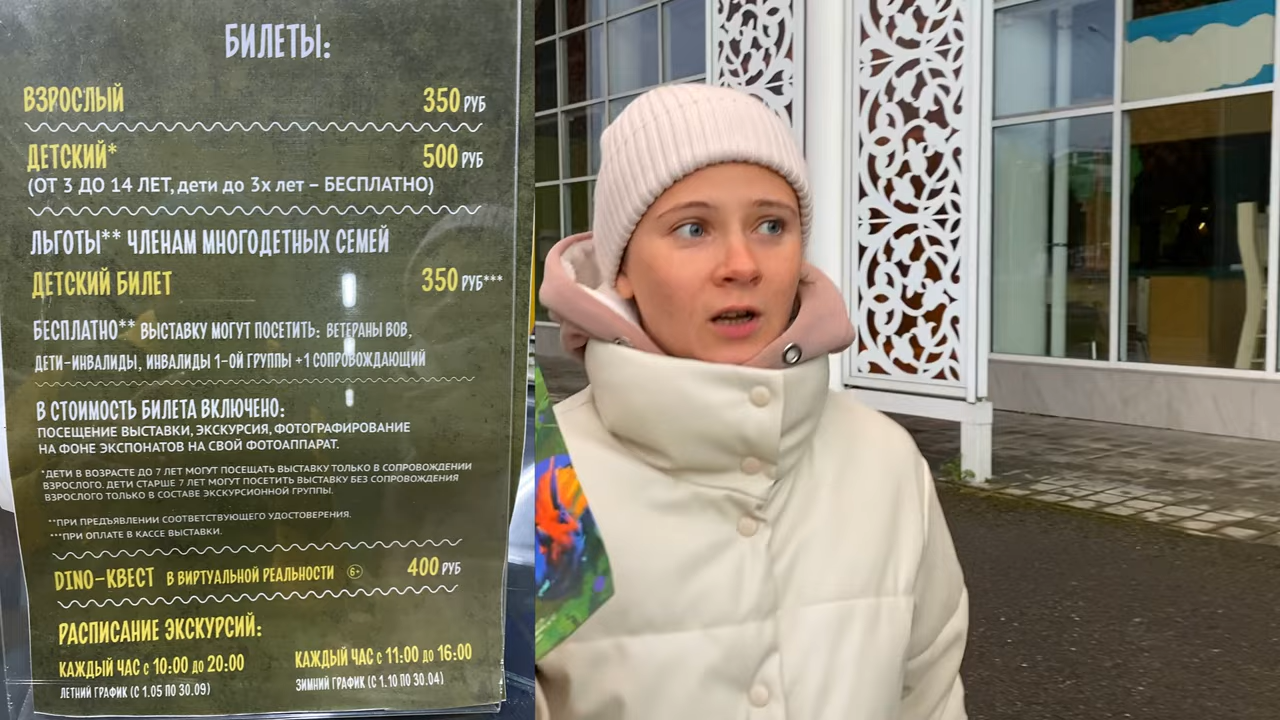 БИЛЕТЫ:
ВЗРОСЛЫЙ 350 РУБ
ДЕТСКИЙ* 500 РУБ
(ОТ 3 ДО 14 ЛЕТ, дети до 3х лет – БЕСПЛАТНО)
ЛЬГОТЫ** ЧЛЕНАМ МНОГОДЕТНЫХ СЕМЕЙ
ДЕТСКИЙ БИЛЕТ 350 РУБ***
БЕСПЛАТНО** ВЫСТАВКУ МОГУТ ПОСЕТИТЬ: ВЕТЕРАНЫ ВОВ,
ДЕТИ-ИНВАЛИДЫ, ИНВАЛИДЫ 1-ОЙ ГРУППЫ +1 СОПРОВОЖДАЮЩИЙ
В СТОИМОСТЬ БИЛЕТА ВКЛЮЧЕНО:
ПОСЕЩЕНИЕ ВЫСТАВКИ, ЭКСКУРСИЯ, ФОТОГРАФИРОВАНИЕ
НА ФОНЕ ЭКСПОНАТОВ НА СВОЙ ФОТОАППАРАТ.
*ДЕТИ В ВОЗРАСТЕ ДО 7 ЛЕТ МОГУТ ПОСЕЩАТЬ ВЫСТАВКУ ТОЛЬКО В СОПРОВОЖДЕНИИ
ВЗРОСЛОГО. ДЕТИ СТАРШЕ 7 ЛЕТ МОГУТ ПОСЕТИТЬ ВЫСТАВКУ БЕЗ СОПРОВОЖДЕНИЯ
ВЗРОСЛОГО ТОЛЬКО В СОСТАВЕ ЭКСКУРСИОННОЙ ГРУППЫ.
**ПРИ ПРЕДЪЯВЛЕНИИ СООТВЕТСТВУЮЩЕГО УДОСТОВЕРЕНИЯ.
***ПРИ ОПЛАТЕ В КАССЕ ВЫСТАВКИ.
DINO-КВЕСТ В ВИРТУАЛЬНОЙ РЕАЛЬНОСТИ 6+ 400 РУБ
РАСПИСАНИЕ ЭКСКУРСИЙ:
КАЖДЫЙ ЧАС с 10:00 до 20:00
ЛЕТНИЙ ГРАФИК (С 1.05 ПО 30.09)
КАЖДЫЙ ЧАС с 11:00 до 16:00
ЗИМНИЙ ГРАФИК (С 1.10 ПО 30.04)